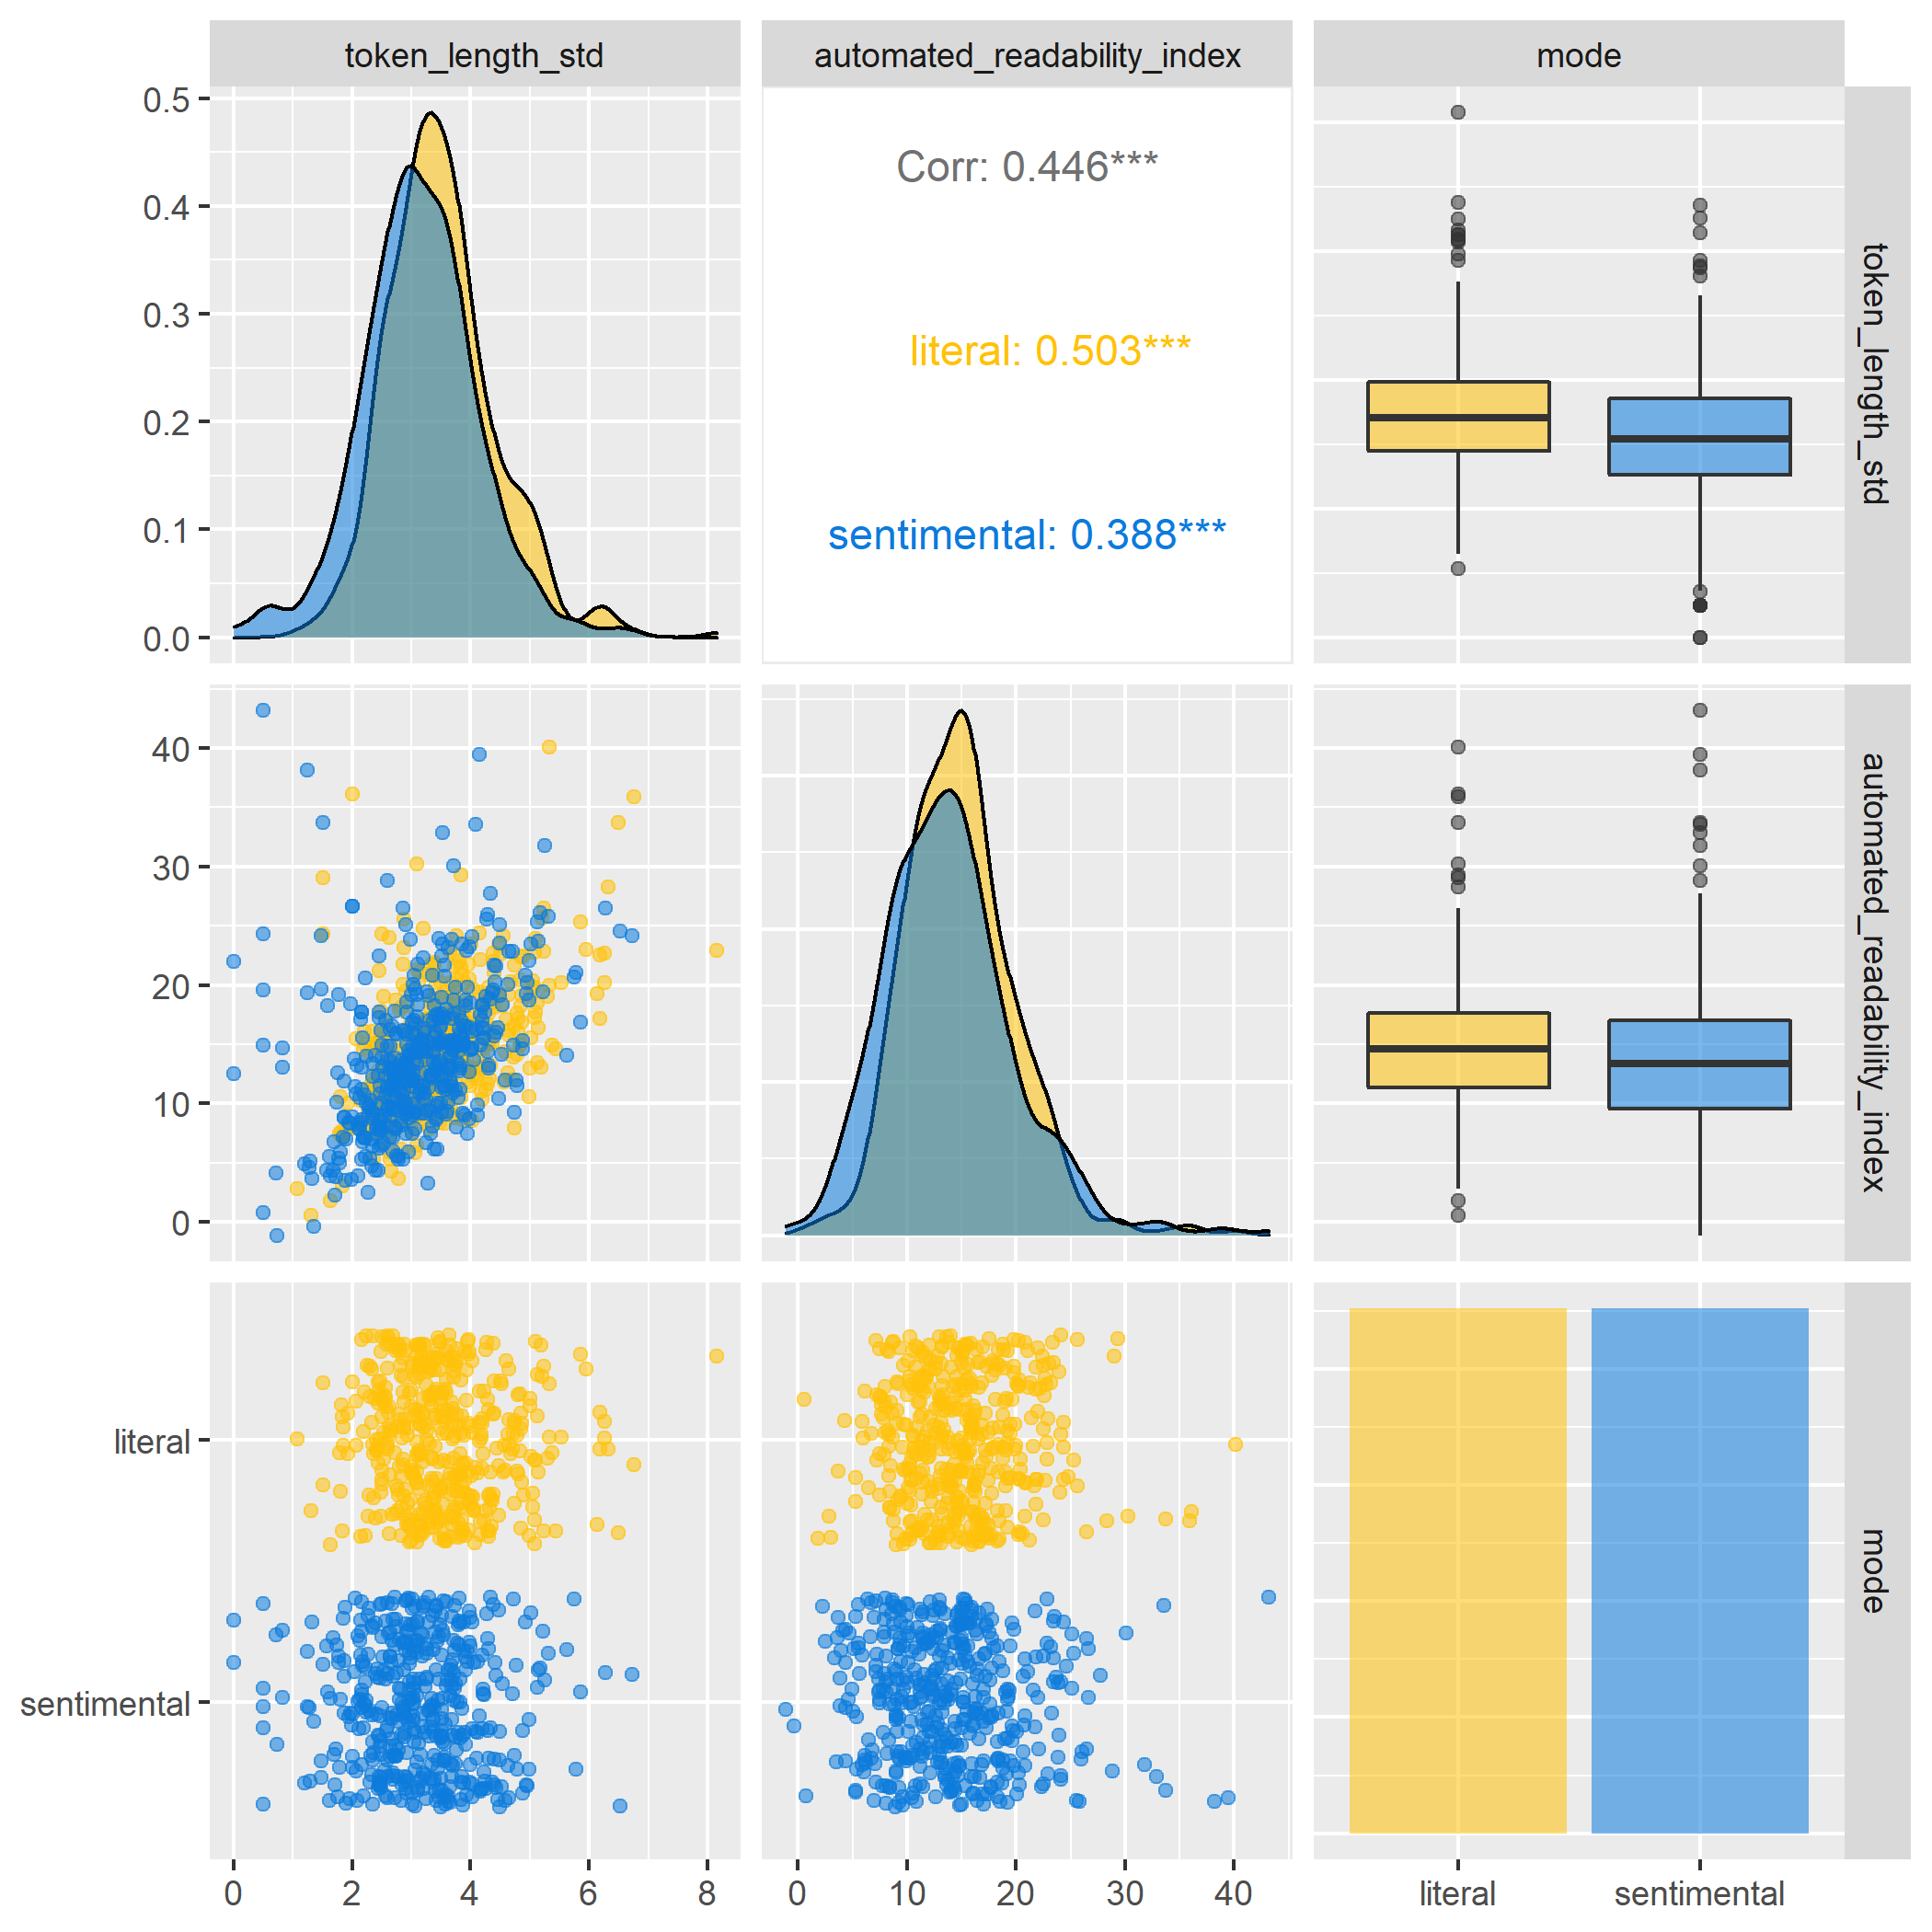 token_length_std
automated_readability_index
mode
0.5
0.4
0.3
0.2
0.1
0.0
Corr: 0.446***
literal: 0.503***
sentimental: 0.388***
token_length_std
40
30
20
10
0
automated_readability_index
literal
sentimental
mode
0 2 4 6 8
0 10 20 30 40
literal sentimental